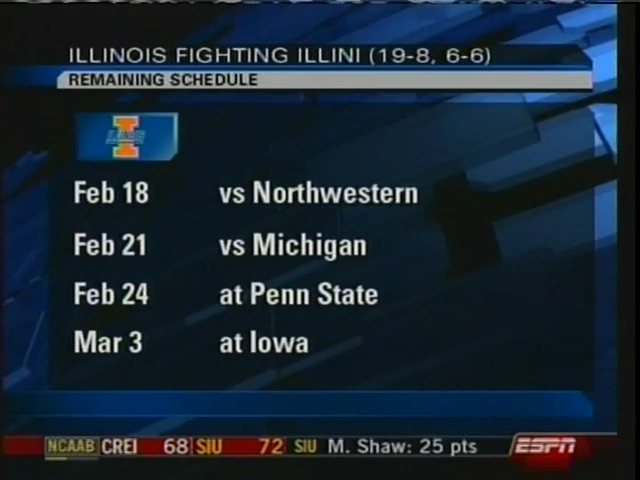 ILLINOIS FIGHTING ILLINI (19-8, 6-6)
REMAINING SCHEDULE
I ILLINOIS
Feb 18 vs Northwestern
Feb 21 vs Michigan
Feb 24 at Penn State
Mar 3 at Iowa
NCAAB CREI 68 SIU 72 SIU M. Shaw: 25 pts ESPN